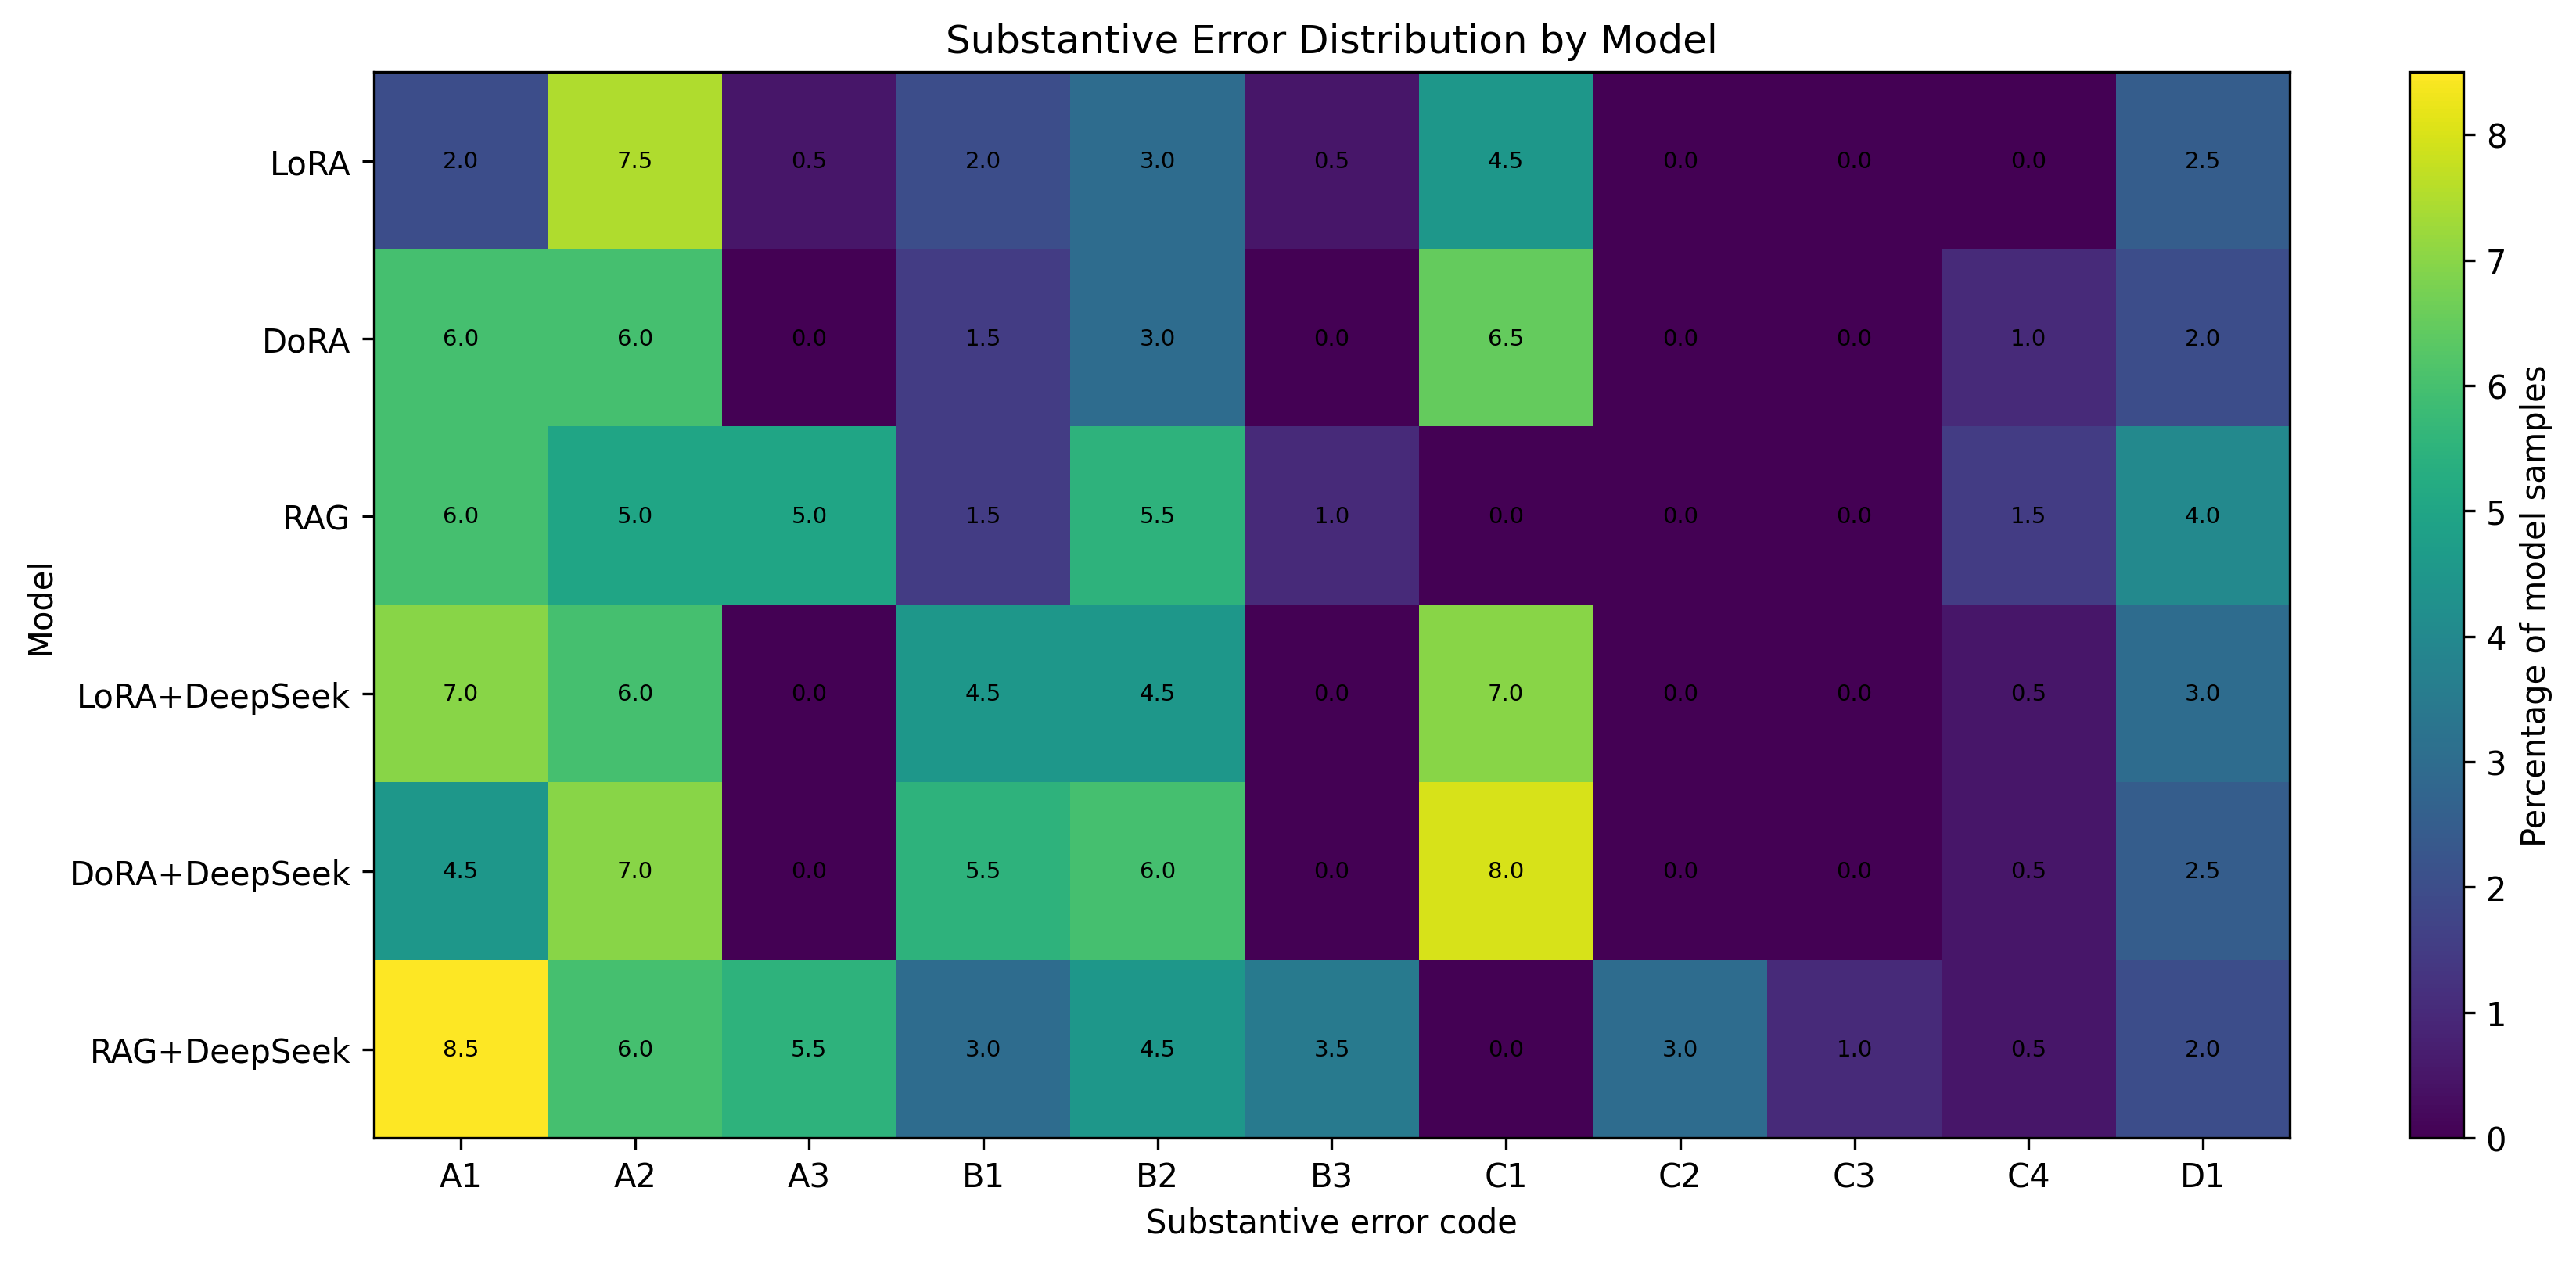 Substantive Error Distribution by Model
Model
LoRA 2.0 7.5 0.5 2.0 3.0 0.5 4.5 0.0 0.0 0.0 2.5
DoRA 6.0 6.0 0.0 1.5 3.0 0.0 6.5 0.0 0.0 1.0 2.0
RAG 6.0 5.0 5.0 1.5 5.5 1.0 0.0 0.0 0.0 1.5 4.0
LoRA+DeepSeek 7.0 6.0 0.0 4.5 4.5 0.0 7.0 0.0 0.0 0.5 3.0
DoRA+DeepSeek 4.5 7.0 0.0 5.5 6.0 0.0 8.0 0.0 0.0 0.5 2.5
RAG+DeepSeek 8.5 6.0 5.5 3.0 4.5 3.5 0.0 3.0 1.0 0.5 2.0
A1 A2 A3 B1 B2 B3 C1 C2 C3 C4 D1
Substantive error code
8
7
6
5
4
3
2
1
0
Percentage of model samples